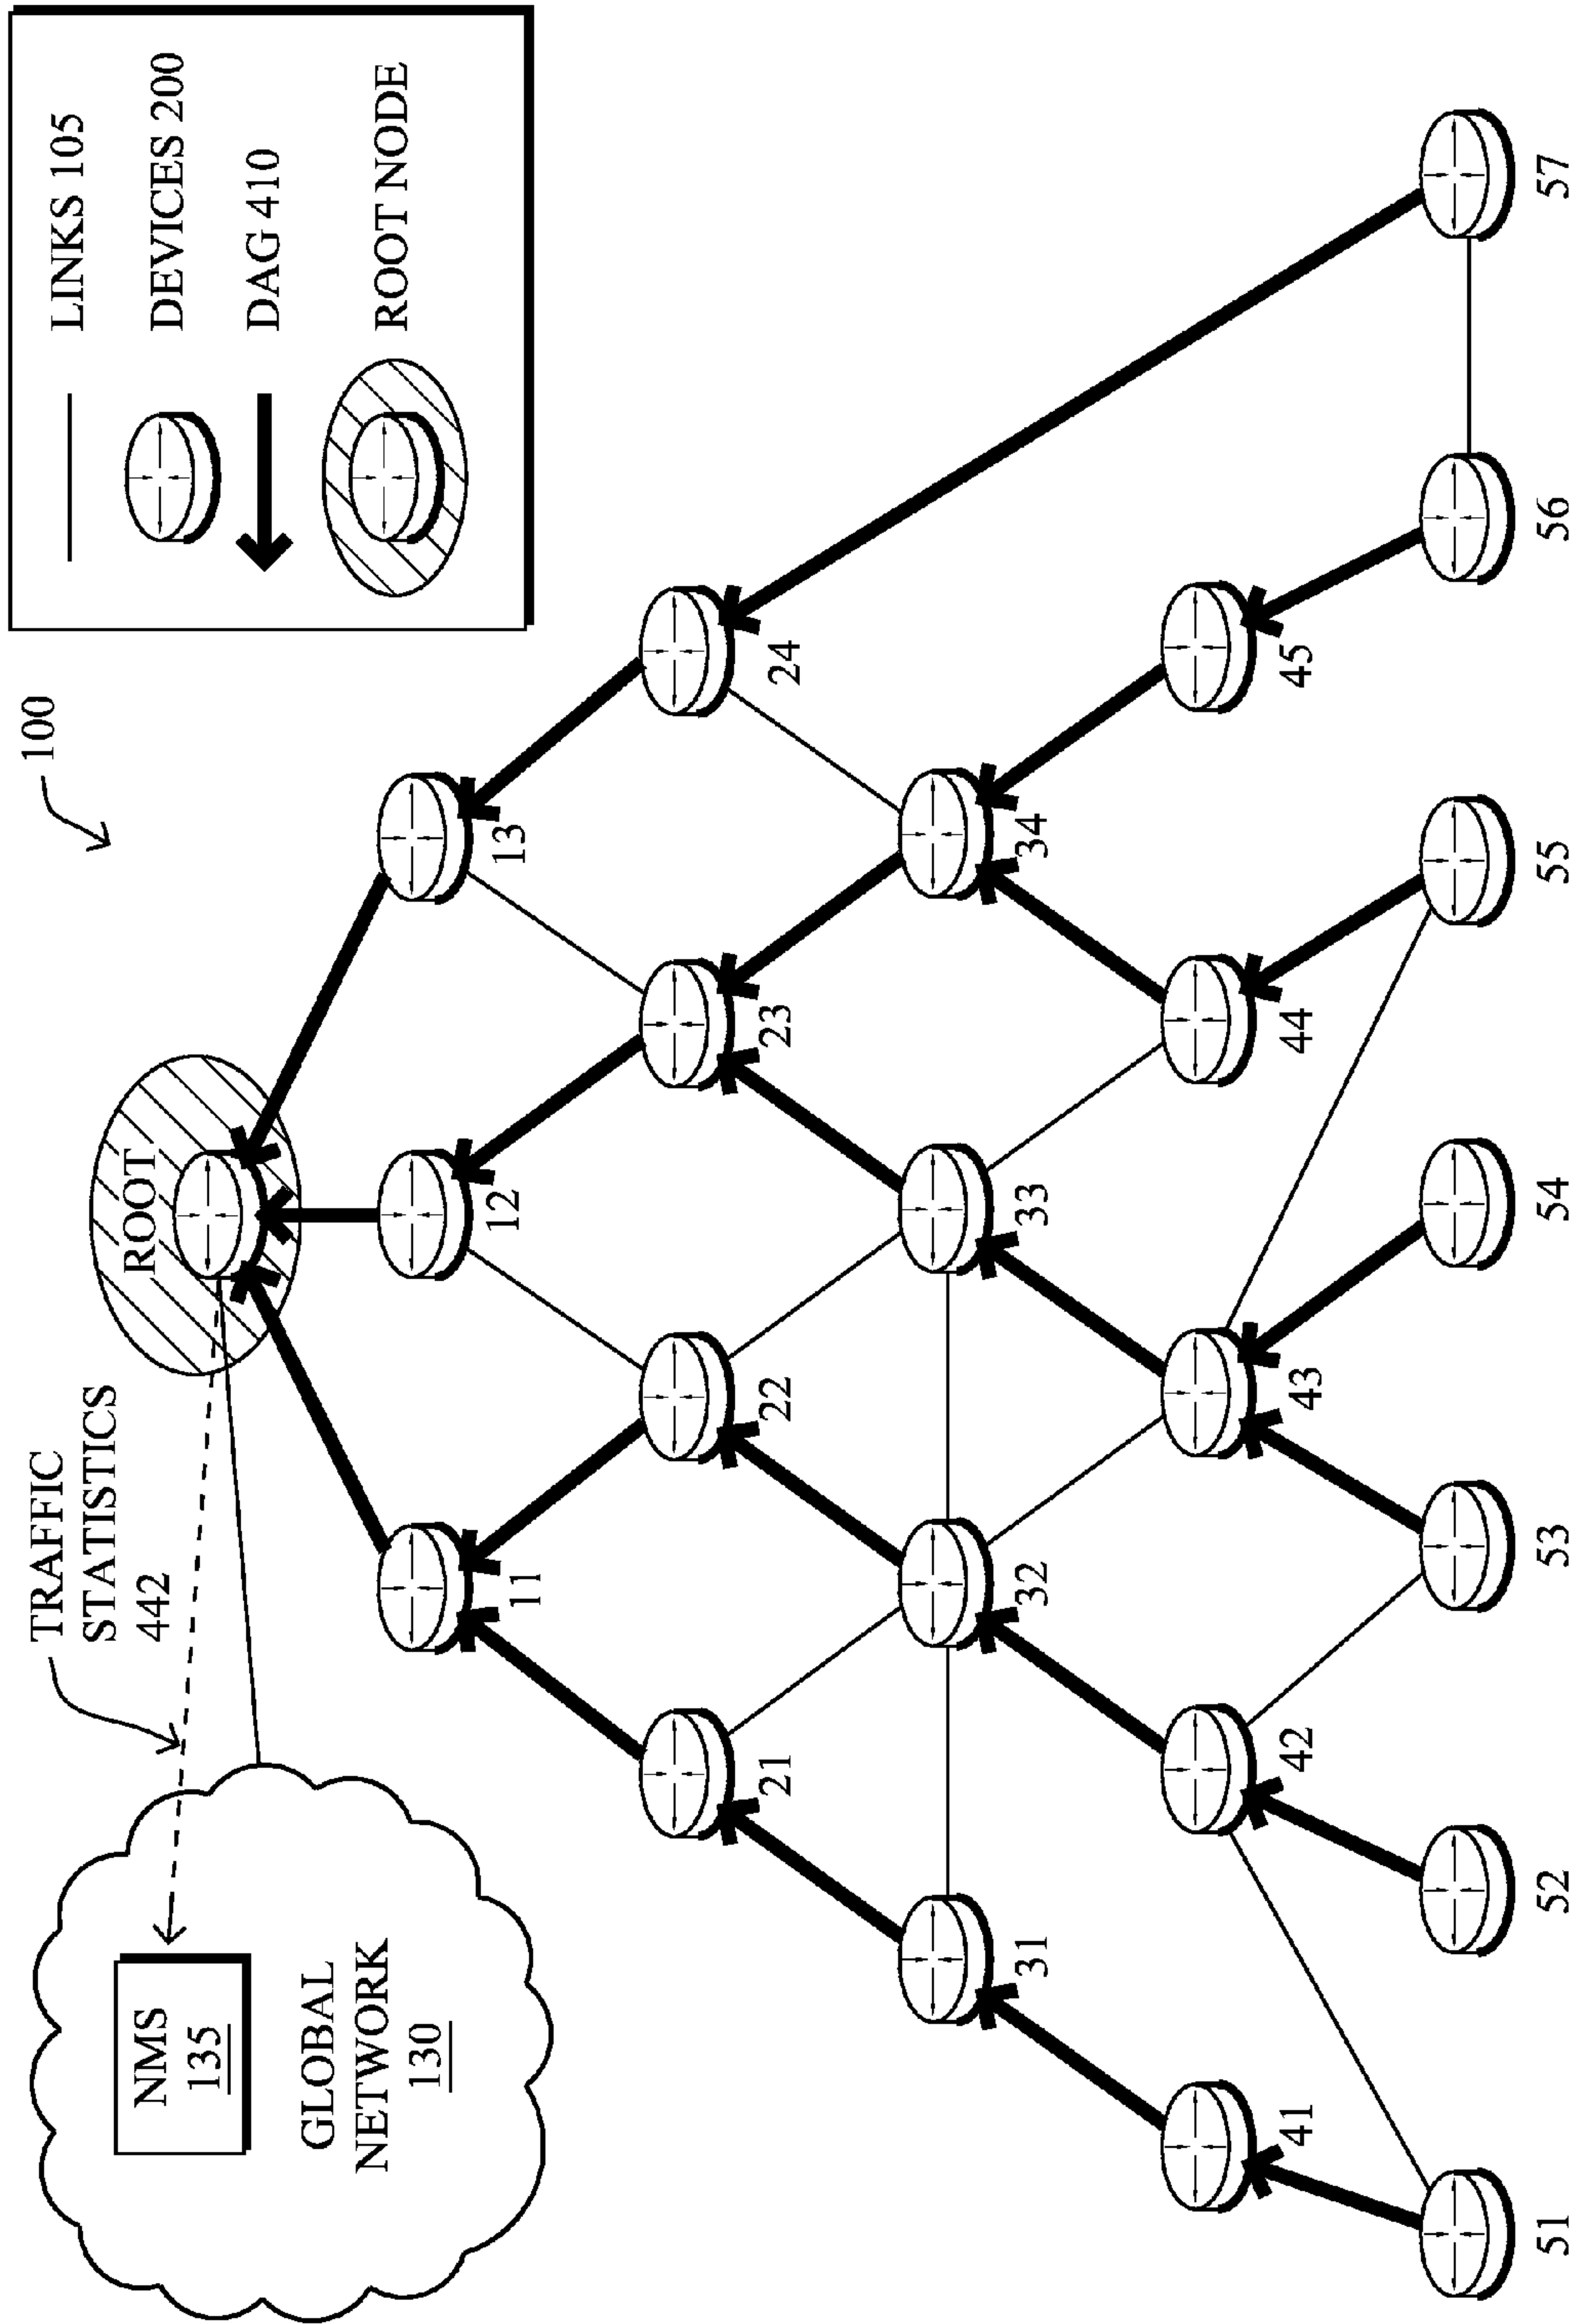 100
TRAFFIC
STATISTICS
442
NMS
135
GLOBAL
NETWORK
130
ROOT
LINKS 105
DEVICES 200
DAG 410
ROOT NODE
11
12
13
21
22
23
24
31
32
33
34
41
42
43
44
45
51
52
53
54
55
56
57